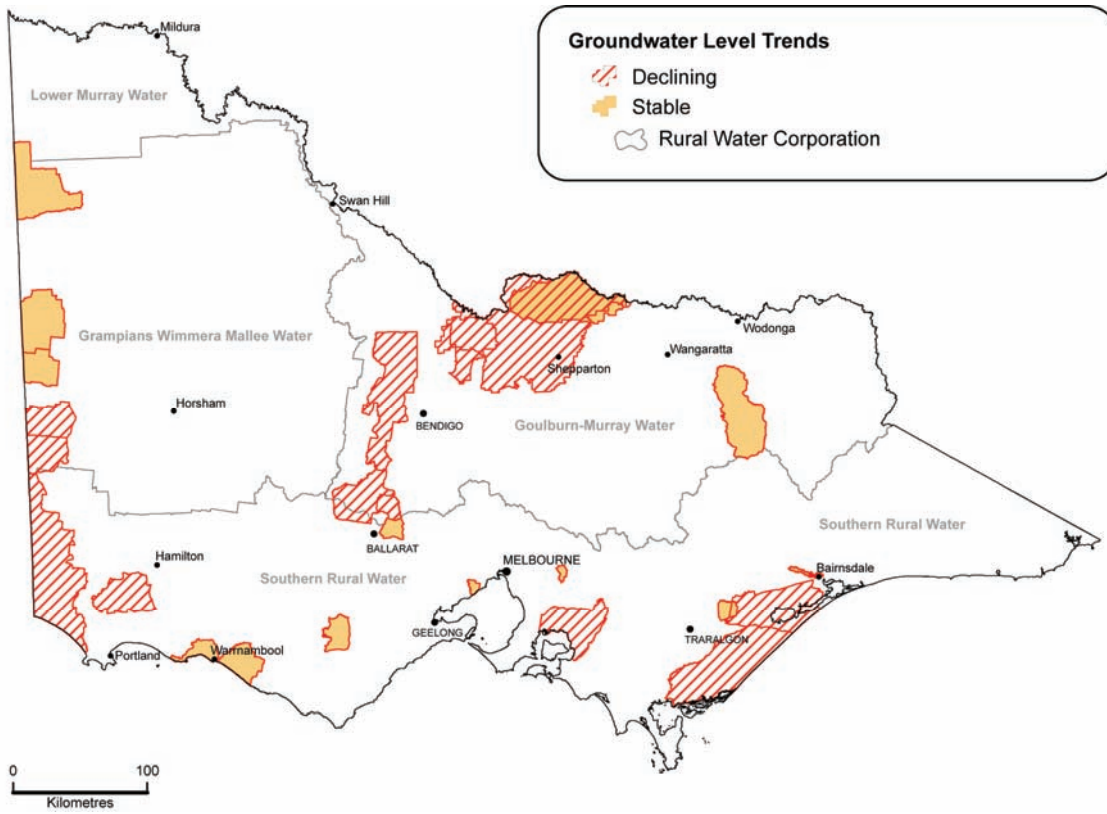 Groundwater Level Trends
Declining
Stable
Rural Water Corporation
Mildura
Lower Murray Water
Swan Hill
Grampians Wimmera Mallee Water
Horsham
BENDIGO
Shepparton
Wangaratta
Wodonga
Goulburn-Murray Water
Southern Rural Water
Hamilton
BALLARAT
Southern Rural Water
MELBOURNE
Bairnsdale
GEELONG
TRARALGON
Portland
Warrnambool
0 100
Kilometres